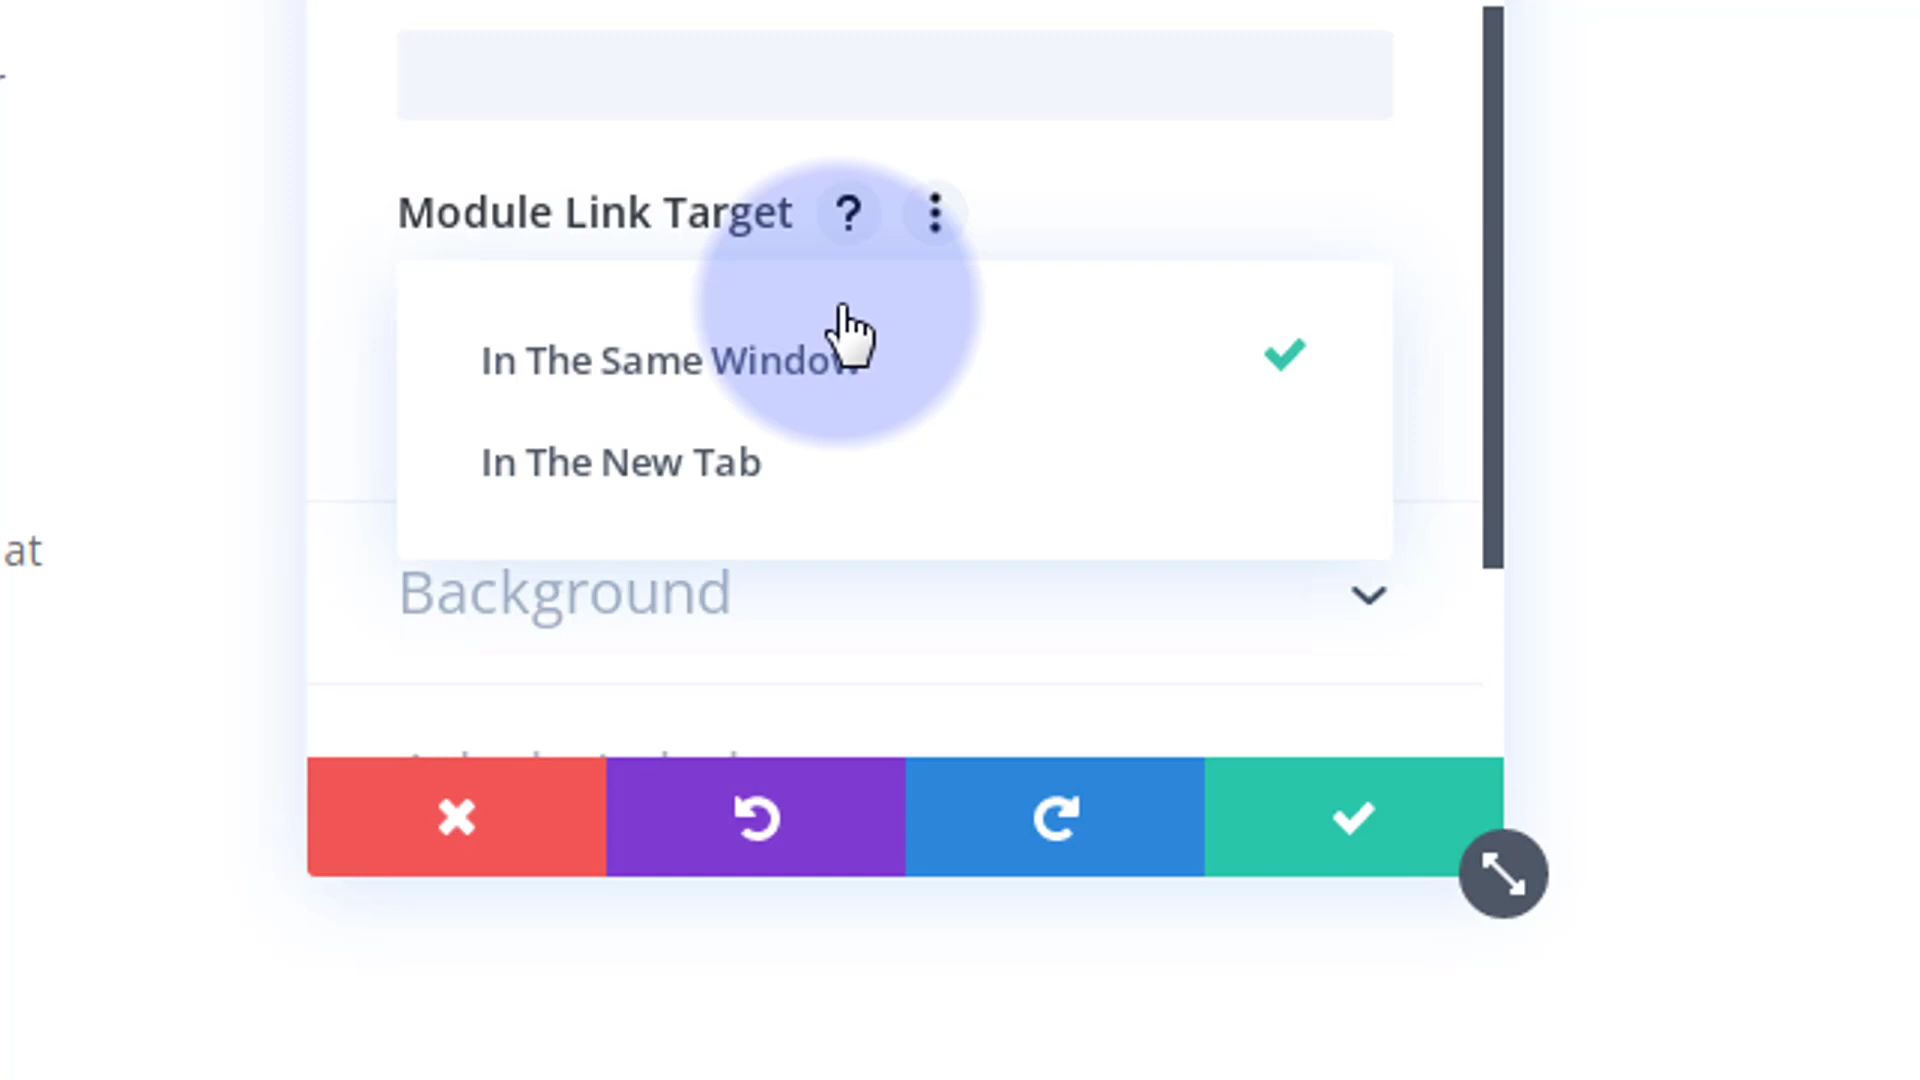 Module Link Target ?
In The Same Window
In The New Tab
at
Background